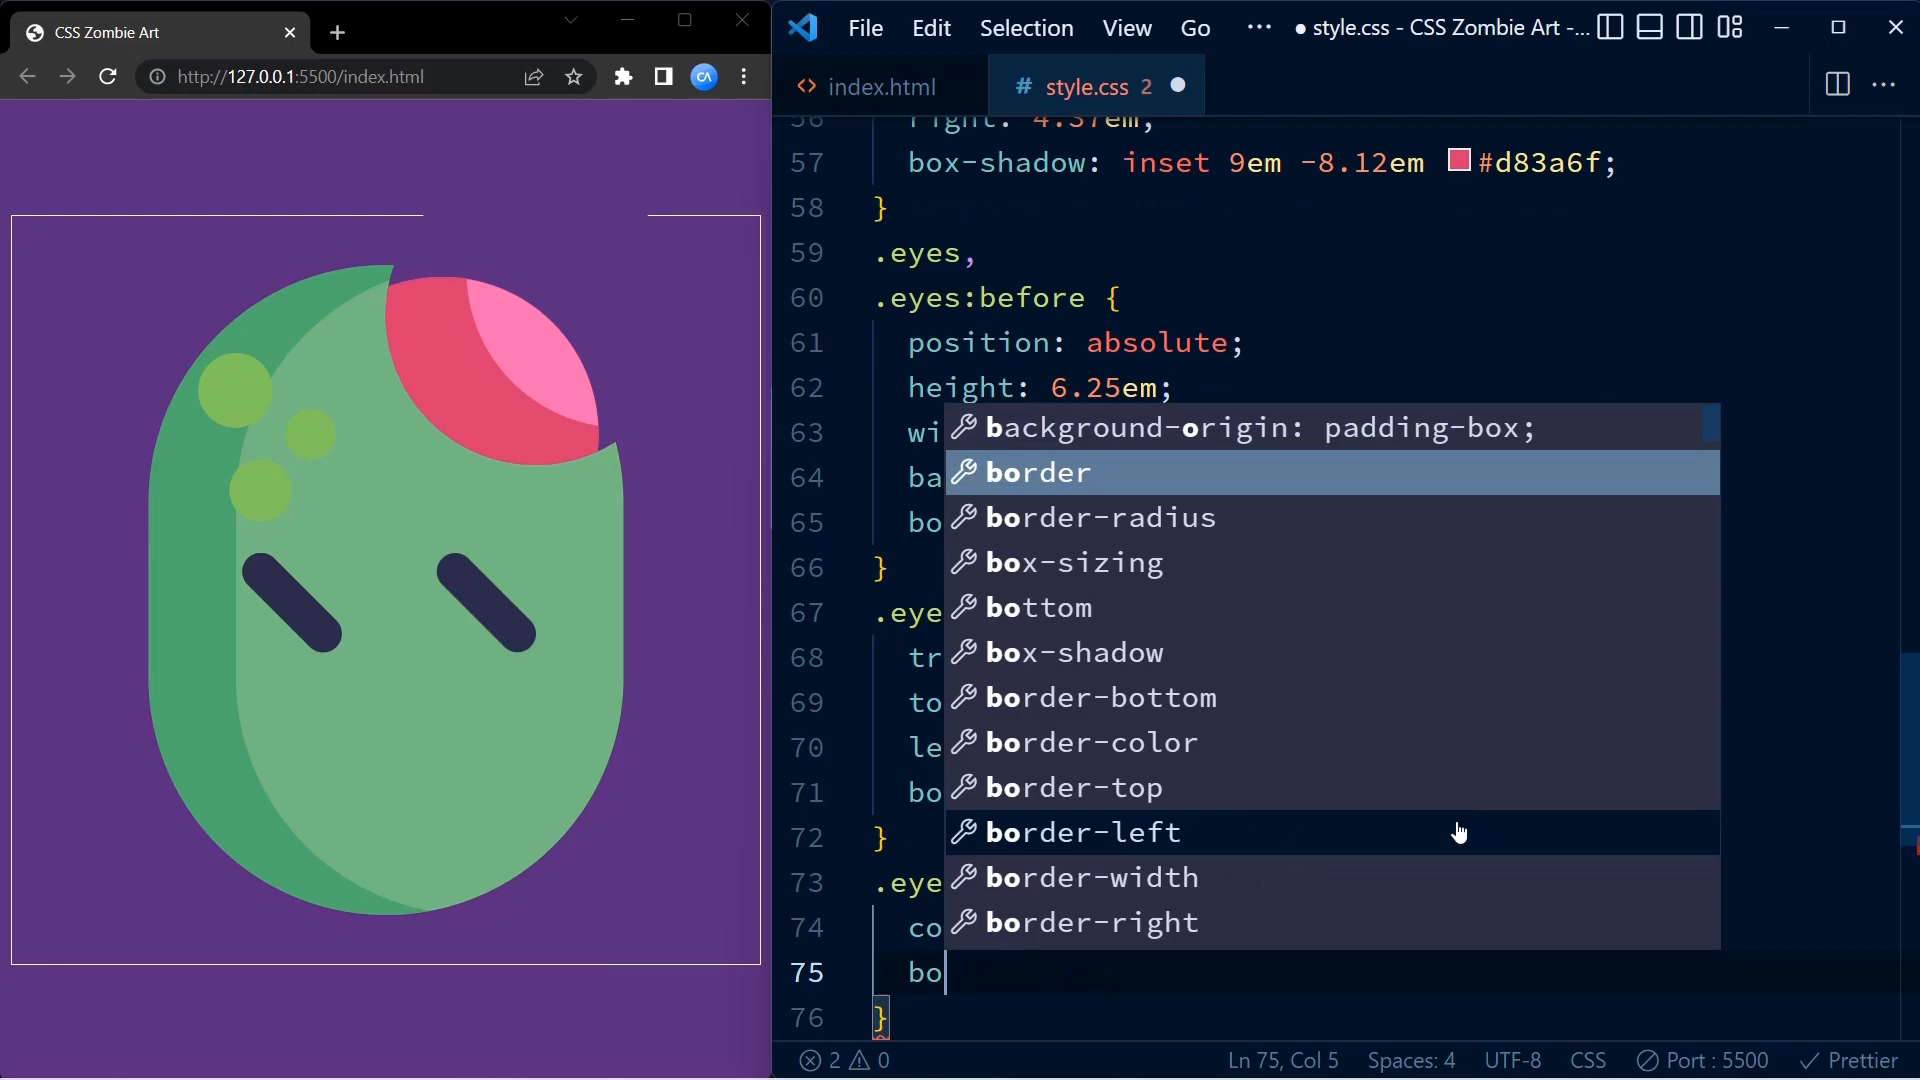 CSS Zombie Art
http://127.0.0.1:5500/index.html
CA
File Edit Selection View Go ··· ● style.css - CSS Zombie Art -...
<> index.html
# style.css 2
56 right: 4.37em;
57 box-shadow: inset 9em -8.12em #d83a6f;
58 }
59 .eyes,
60 .eyes:before {
61 position: absolute;
62 height: 6.25em;
63 wi
64 ba
65 bo
66 }
67 .eye
68 tr
69 to
70 le
71 bo
72 }
73 .eye
74 co
75 bo
76 }
background-origin: padding-box;
border
border-radius
box-sizing
bottom
box-shadow
border-bottom
border-color
border-top
border-left
border-width
border-right
2 0 Ln 75, Col 5 Spaces: 4 UTF-8 CSS Port : 5500 Prettier